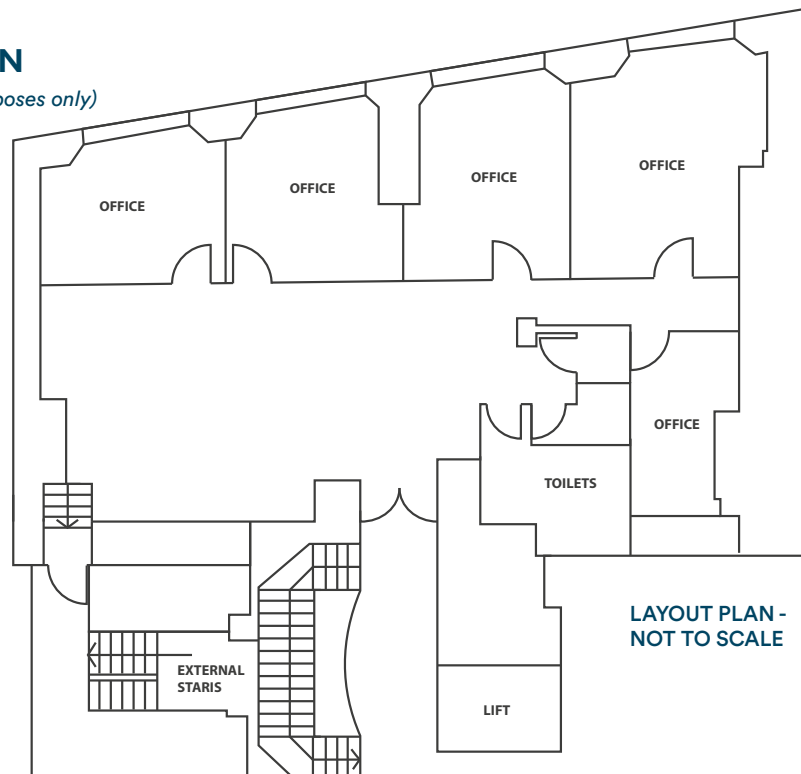 N
poses only)
OFFICE
OFFICE
OFFICE
OFFICE
OFFICE
TOILETS
LAYOUT PLAN -
NOT TO SCALE
EXTERNAL
STARIS
LIFT